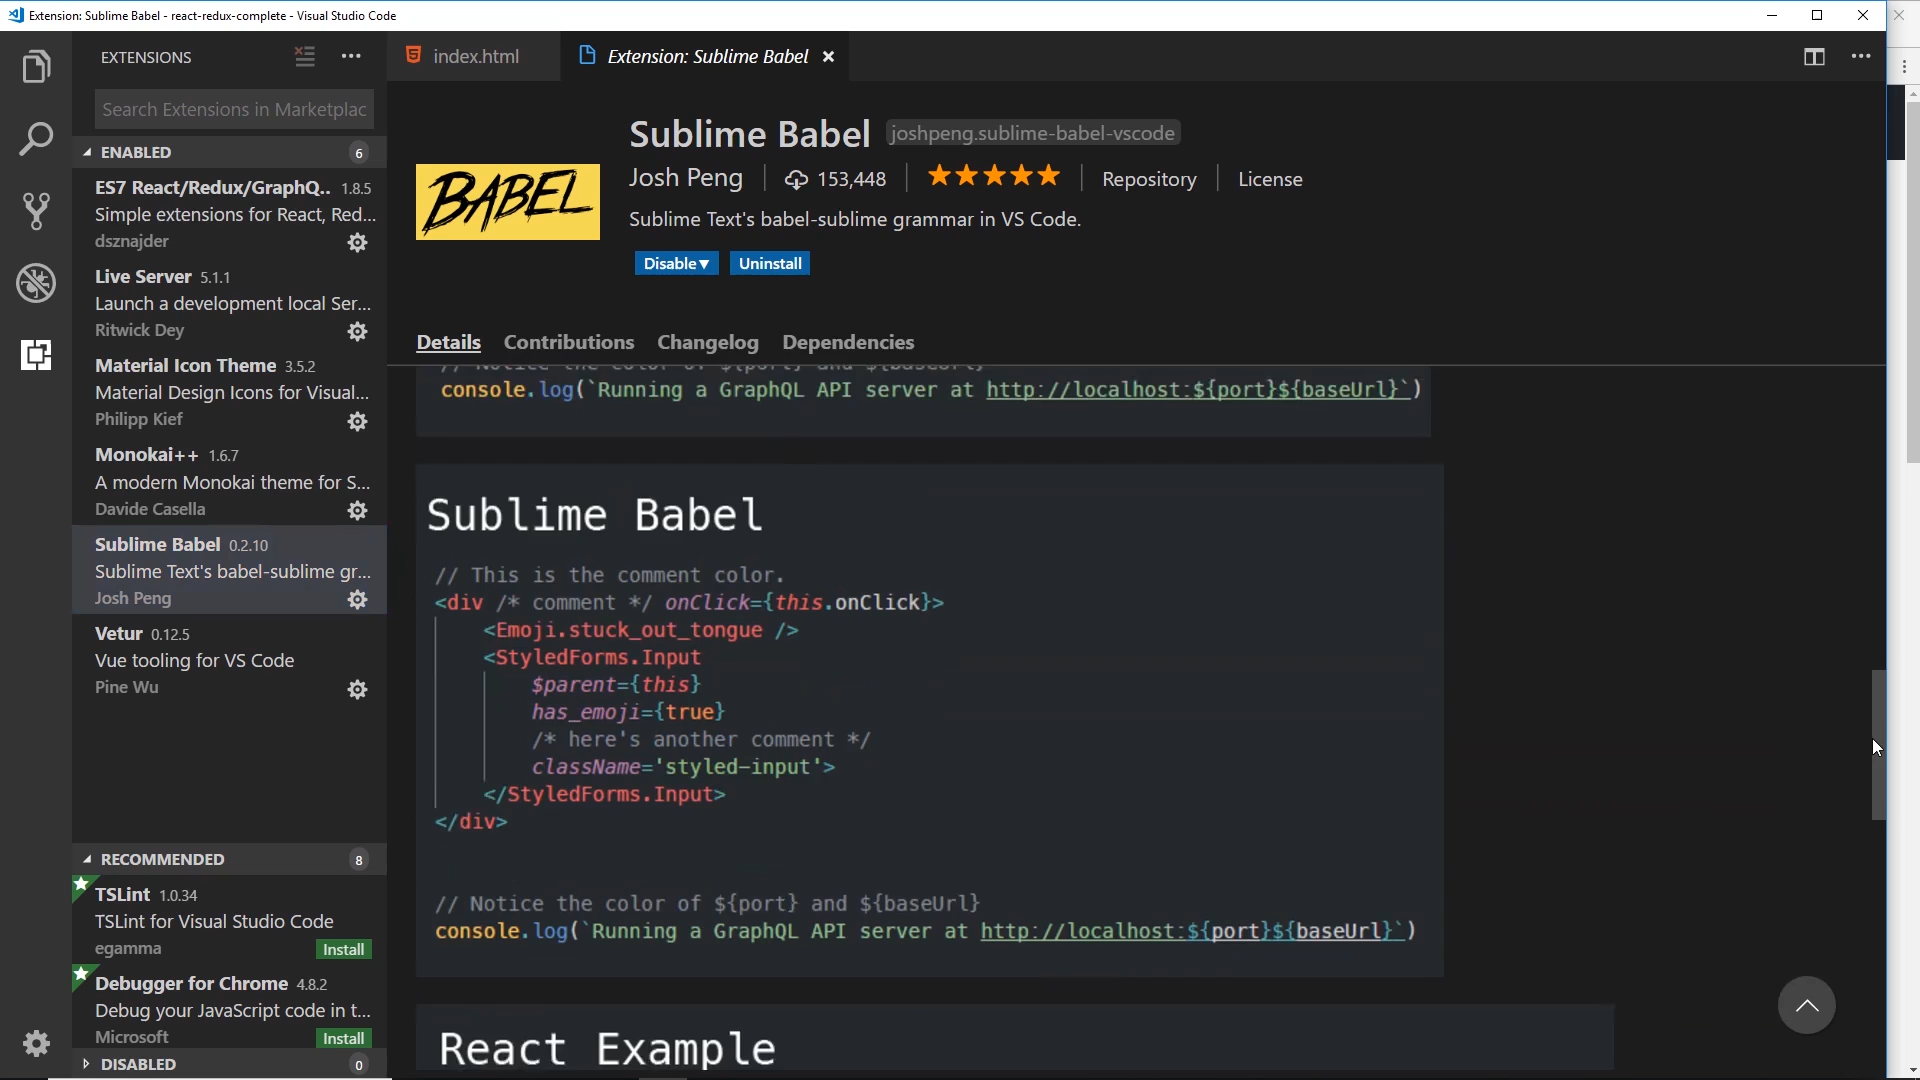 Extension: Sublime Babel - react-redux-complete - Visual Studio Code
EXTENSIONS
index.html
Extension: Sublime Babel
Search Extensions in Marketplac
ENABLED 6
ES7 React/Redux/GraphQ.. 1.8.5
Simple extensions for React, Red...
dsznajder
Live Server 5.1.1
Launch a development local Ser...
Ritwick Dey
Material Icon Theme 3.5.2
Material Design Icons for Visual...
Philipp Kief
Monokai++ 1.6.7
A modern Monokai theme for S...
Davide Casella
Sublime Babel 0.2.10
Sublime Text's babel-sublime gr...
Josh Peng
Vetur 0.12.5
Vue tooling for VS Code
Pine Wu
RECOMMENDED 8
TSLint 1.0.34
TSLint for Visual Studio Code
egamma
Install
Debugger for Chrome 4.8.2
Debug your JavaScript code in t...
Microsoft
Install
DISABLED 0
BABEL
Sublime Babel joshpeng.sublime-babel-vscode
Josh Peng 153,448 Repository License
Sublime Text's babel-sublime grammar in VS Code.
Disable▼ Uninstall
Details Contributions Changelog Dependencies
// Notice the color of ${port} and ${baseUrl}
console.log(`Running a GraphQL API server at http://localhost:${port}${baseUrl}`)
Sublime Babel
// This is the comment color.
<div /* comment */ onClick={this.onClick}>
<Emoji.stuck_out_tongue />
<StyledForms.Input
$parent={this}
has_emoji={true}
/* here's another comment */
className='styled-input'>
</StyledForms.Input>
</div>
// Notice the color of ${port} and ${baseUrl}
console.log(`Running a GraphQL API server at http://localhost:${port}${baseUrl}`)
React Example